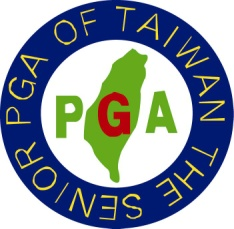 THE SENIOR PGA OF TAIWAN
PGA